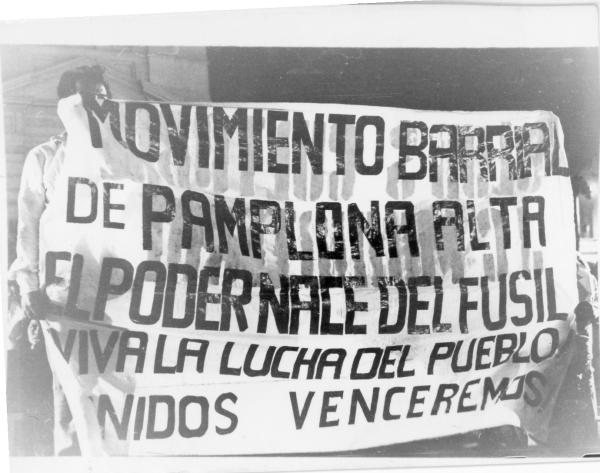 MOVIMIENTO BARRIAL
DE PAMPLONA ALTA
EL PODER NACE DEL FUSIL
VIVA LA LUCHA DEL PUEBLO
UNIDOS VENCEREMOS